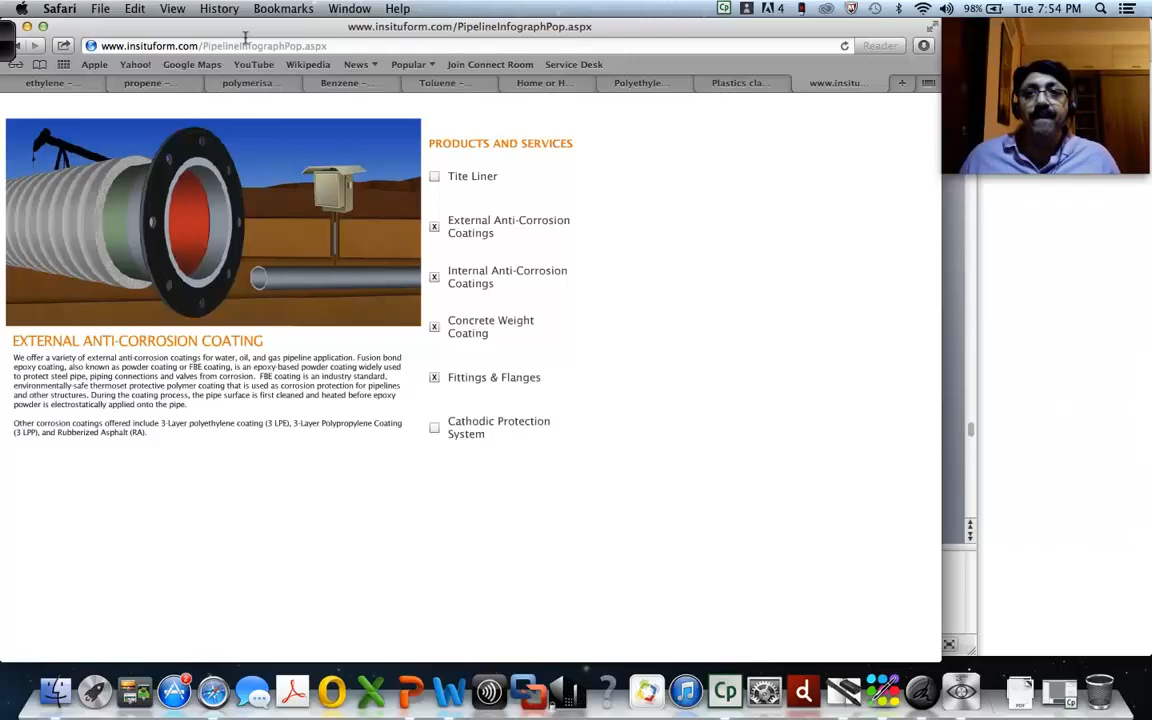 Safari File Edit View History Bookmarks Window Help
4 98% Tue 7:54 PM
www.insituform.com/PipelineInfographPop.aspx
www.insituform.com/PipelineInfographPop.aspx Reader
Apple Yahoo! Google Maps YouTube Wikipedia News Popular Join Connect Room Service Desk
ethylene –... propene –... polymerisa... Benzene –... Toluene –... Home or H... Polyethyle... Plastics cla... www.insitu...
PRODUCTS AND SERVICES
Tite Liner
External Anti-Corrosion
Coatings
Internal Anti-Corrosion
Coatings
Concrete Weight
Coating
Fittings & Flanges
Cathodic Protection
System
EXTERNAL ANTI-CORROSION COATING
We offer a variety of external anti-corrosion coatings for water, oil, and gas pipeline application. Fusion bond
epoxy coating, also known as powder coating or FBE coating, is an epoxy-based powder coating widely used
to protect steel pipe, piping connections and valves from corrosion. FBE coating is an industry standard,
environmentally-safe thermoset protective polymer coating that is used as corrosion protection for pipelines
and other structures. During the coating process, the pipe surface is first cleaned and heated before epoxy
powder is electrostatically applied onto the pipe.
Other corrosion coatings offered include 3-Layer polyethylene coating (3 LPE), 3-Layer Polypropylene Coating
(3 LPP), and Rubberized Asphalt (RA).